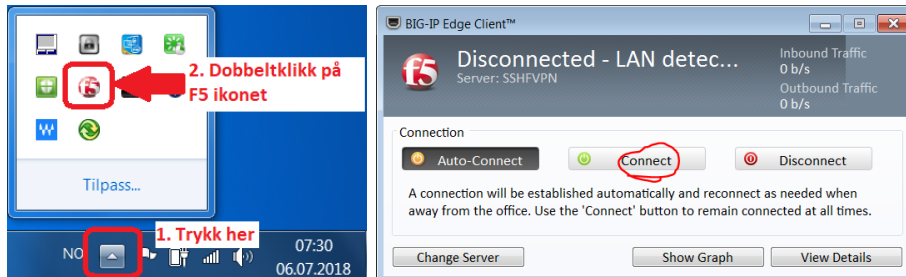 2. Dobbeltklikk på
F5 ikonet
Tilpass...
1. Trykk her
NO
07:30
06.07.2018
BIG-IP Edge Client™
f5
Disconnected - LAN detec...
Server: SSHFVPN
Inbound Traffic
0 b/s
Outbound Traffic
0 b/s
Connection
Auto-Connect
Connect
Disconnect
A connection will be established automatically and reconnect as needed when
away from the office. Use the 'Connect' button to remain connected at all times.
Change Server
Show Graph
View Details